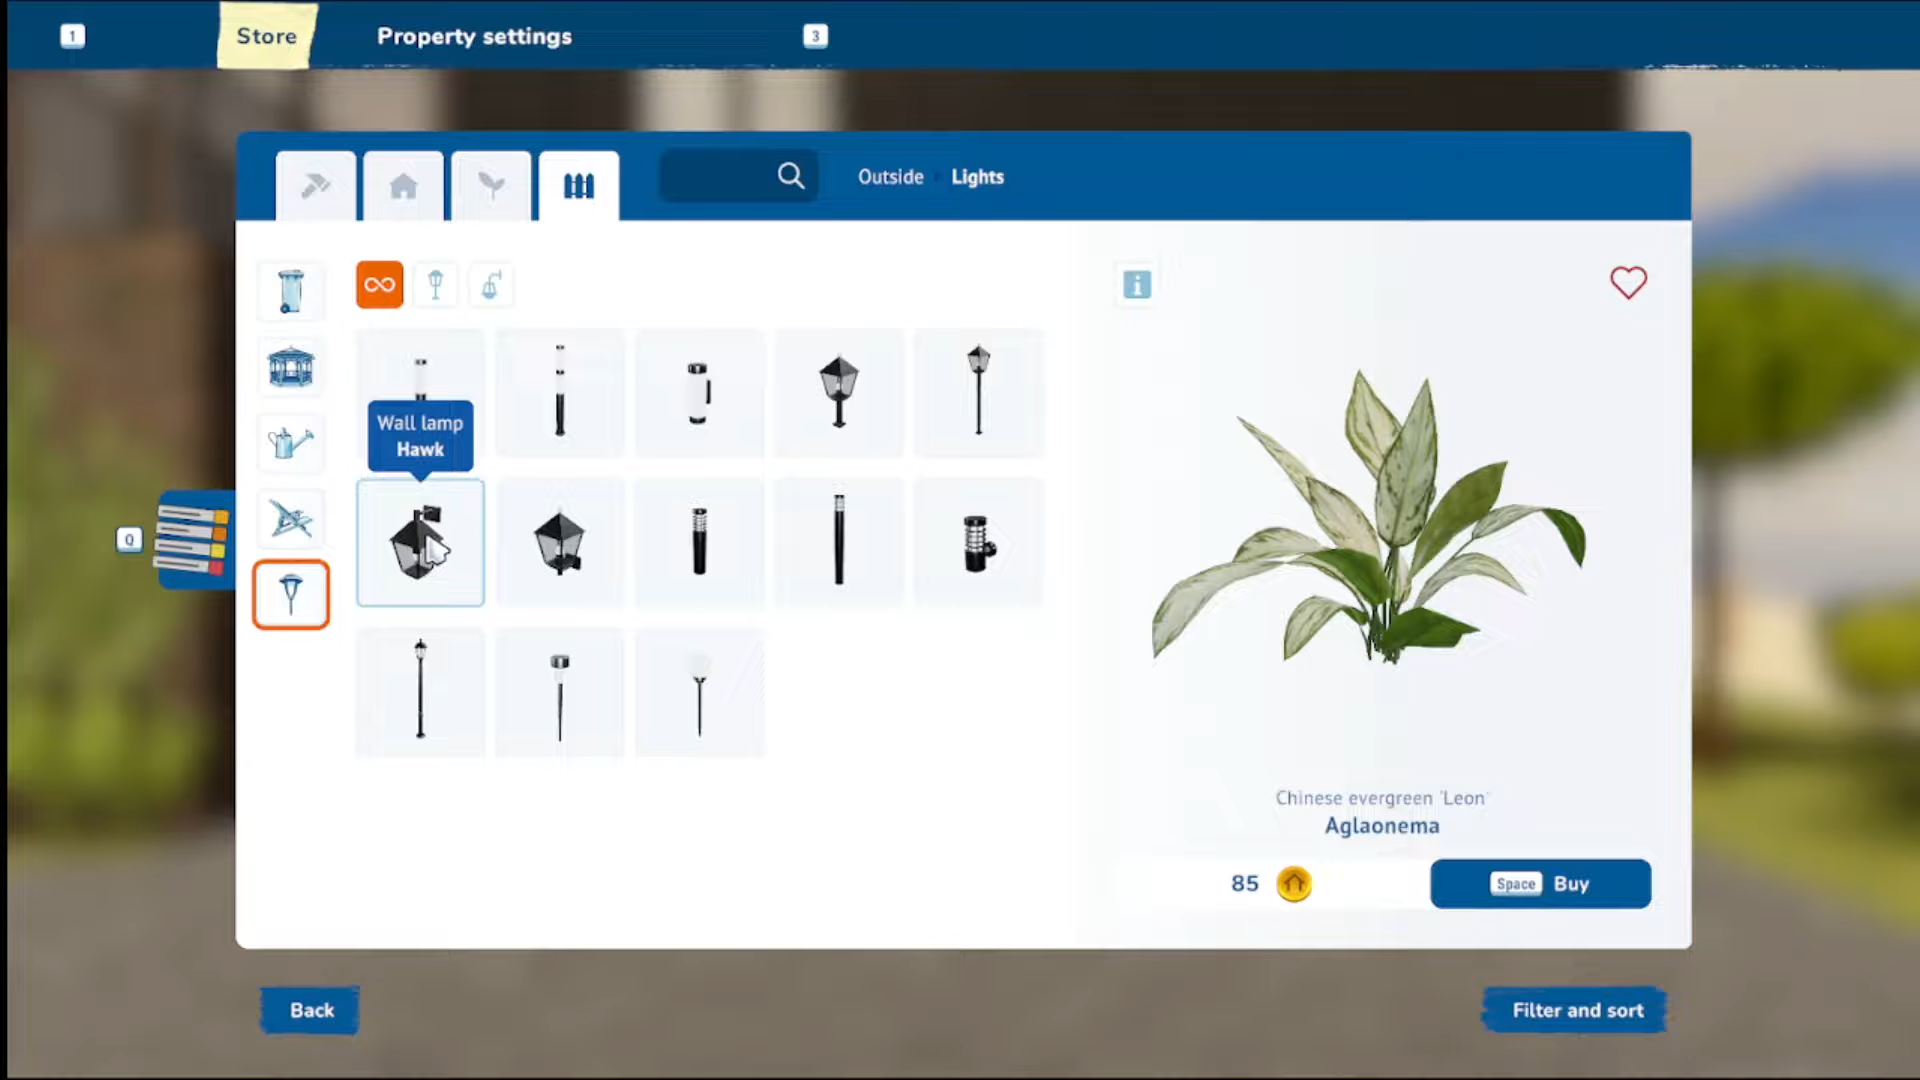 1
Store
Property settings
3
Outside
Lights
Wall lamp
Hawk
Q
Chinese evergreen 'Leon'
Aglaonema
85
Space
Buy
Back
Filter and sort